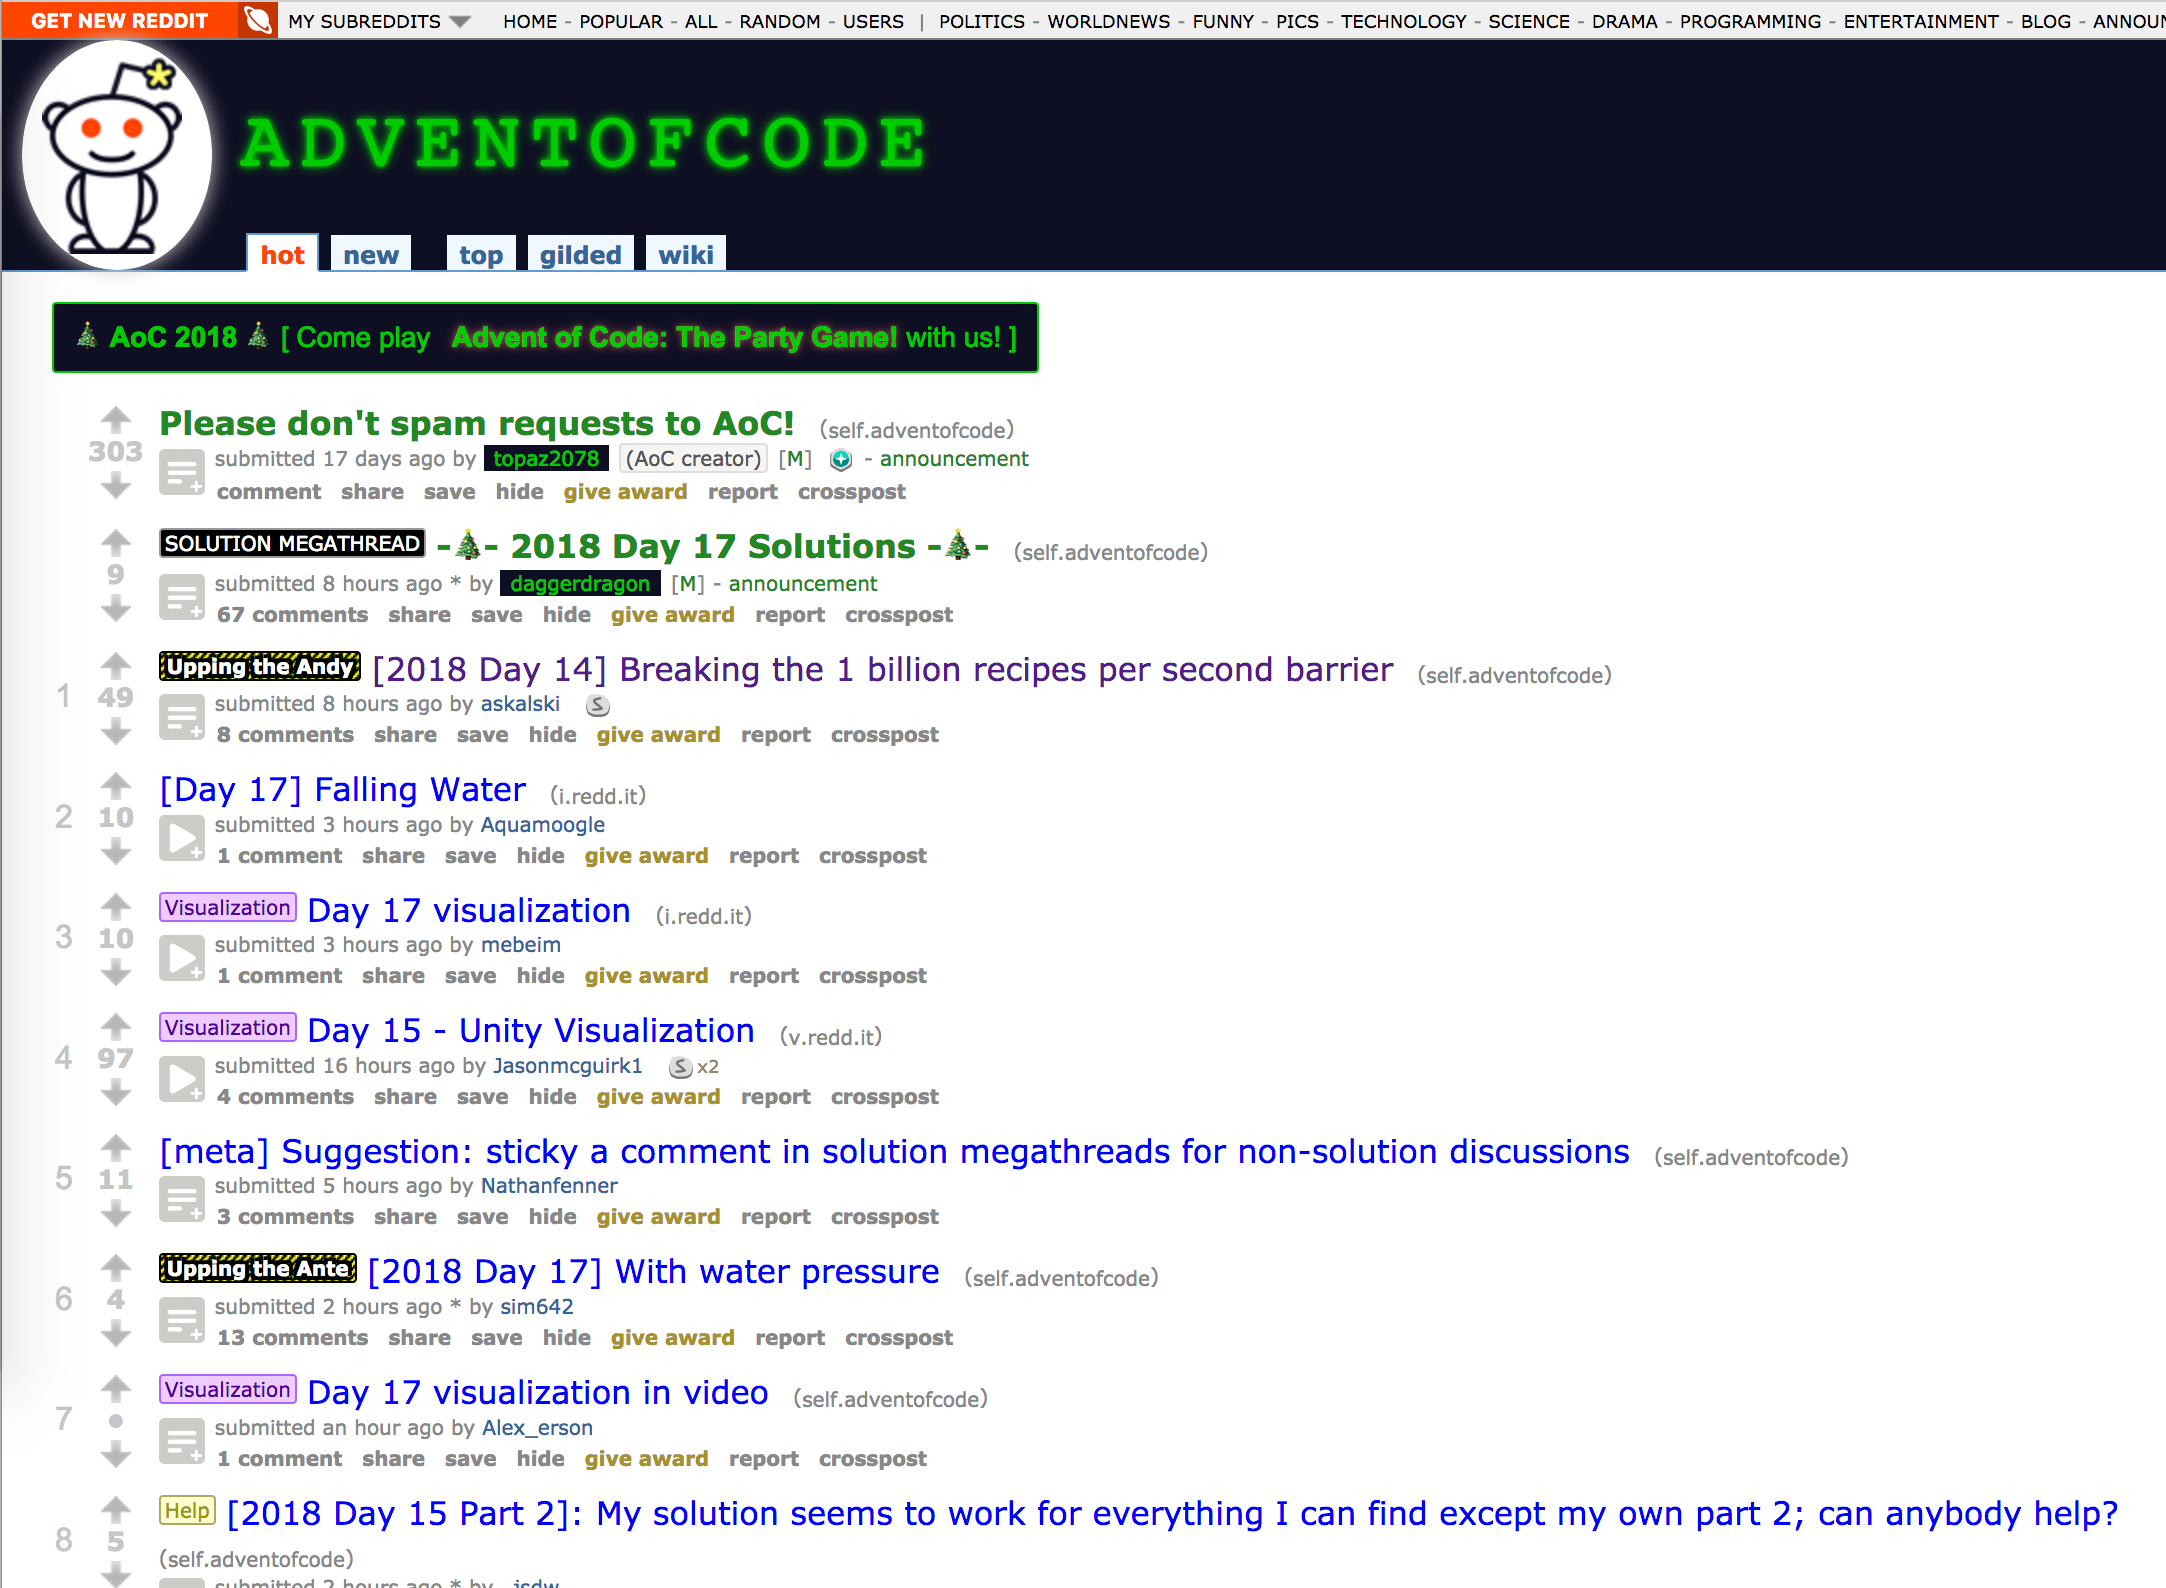 GET NEW REDDIT MY SUBREDDITS HOME - POPULAR - ALL - RANDOM - USERS | POLITICS - WORLDNEWS - FUNNY - PICS - TECHNOLOGY - SCIENCE - DRAMA - PROGRAMMING - ENTERTAINMENT - BLOG - ANNOUN
ADVENTOFCODE
hot new top gilded wiki
🎄 AoC 2018 🎄 [ Come play Advent of Code: The Party Game! with us! ]
Please don't spam requests to AoC! (self.adventofcode)
303
submitted 17 days ago by topaz2078 (AoC creator) [M] - announcement
comment share save hide give award report crosspost
SOLUTION MEGATHREAD -🎄- 2018 Day 17 Solutions -🎄- (self.adventofcode)
9
submitted 8 hours ago * by daggerdragon [M] - announcement
67 comments share save hide give award report crosspost
Upping the Andy [2018 Day 14] Breaking the 1 billion recipes per second barrier (self.adventofcode)
1 49
submitted 8 hours ago by askalski S
8 comments share save hide give award report crosspost
[Day 17] Falling Water (i.redd.it)
2 10
submitted 3 hours ago by Aquamoogle
1 comment share save hide give award report crosspost
Visualization Day 17 visualization (i.redd.it)
3 10
submitted 3 hours ago by mebeim
1 comment share save hide give award report crosspost
Visualization Day 15 - Unity Visualization (v.redd.it)
4 97
submitted 16 hours ago by Jasonmcguirk1 S x2
4 comments share save hide give award report crosspost
[meta] Suggestion: sticky a comment in solution megathreads for non-solution discussions (self.adventofcode)
5 11
submitted 5 hours ago by Nathanfenner
3 comments share save hide give award report crosspost
Upping the Ante [2018 Day 17] With water pressure (self.adventofcode)
6 4
submitted 2 hours ago * by sim642
13 comments share save hide give award report crosspost
Visualization Day 17 visualization in video (self.adventofcode)
7 •
submitted an hour ago by Alex_erson
1 comment share save hide give award report crosspost
Help [2018 Day 15 Part 2]: My solution seems to work for everything I can find except my own part 2; can anybody help?
8 5
(self.adventofcode)
submitted 2 hours ago * by